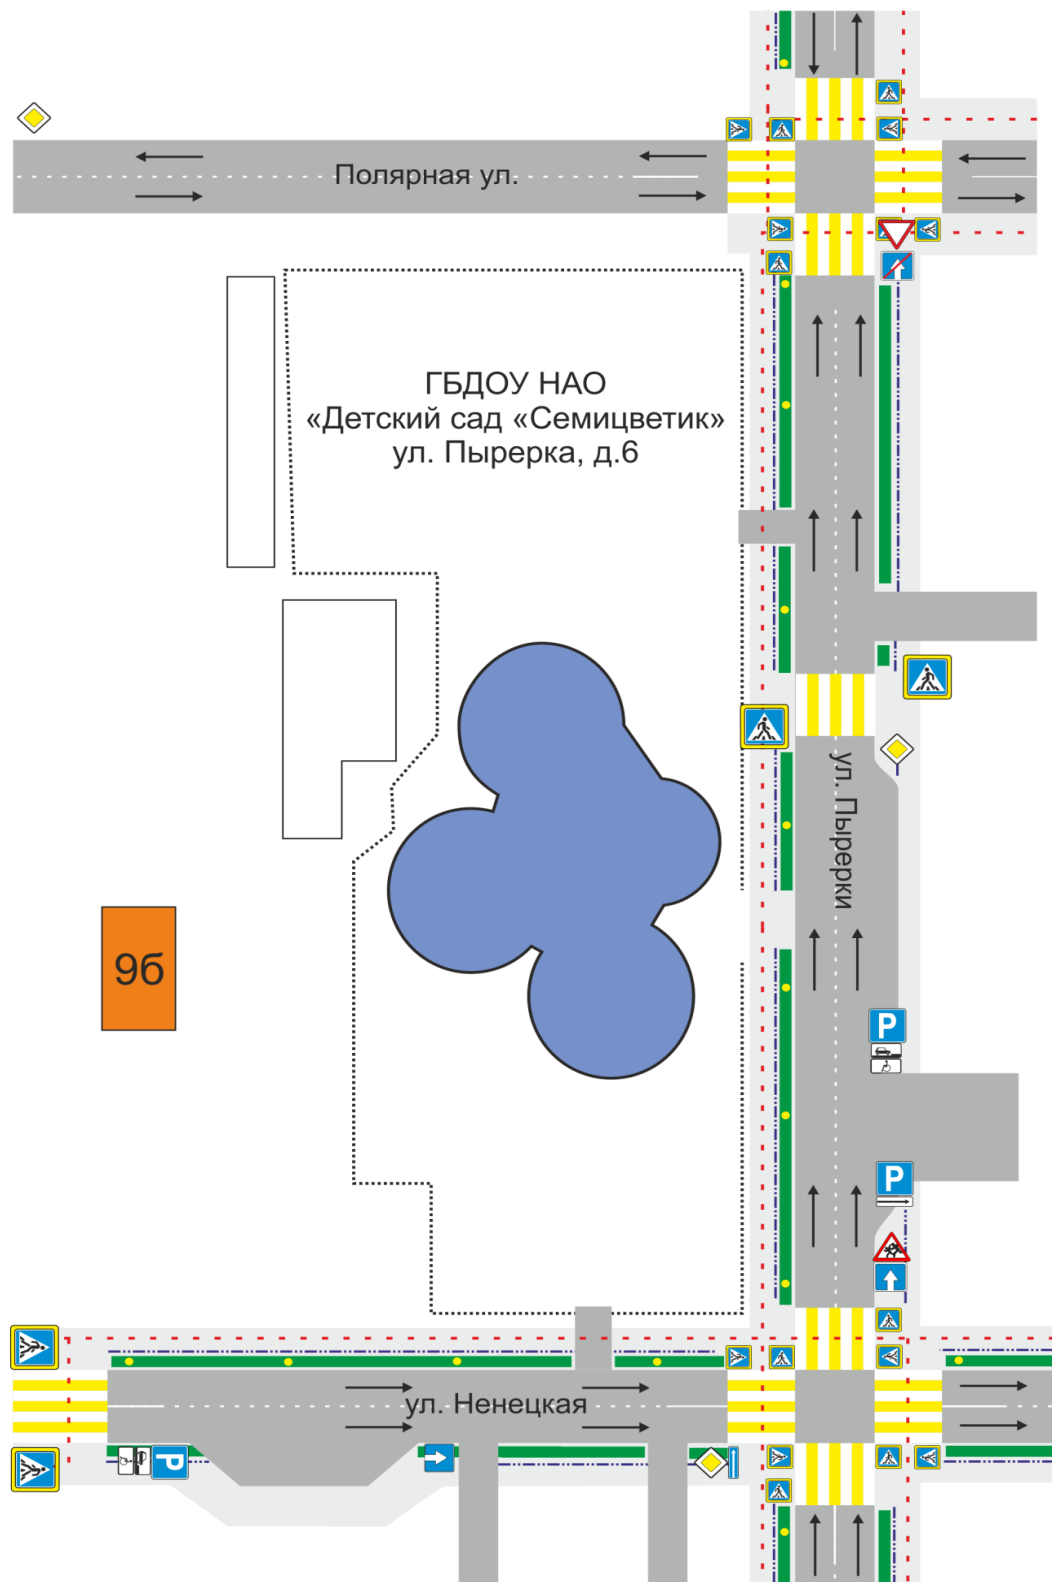 Полярная ул.
ГБДОУ НАО
«Детский сад «Семицветик»
ул. Пырерка, д.6
ул. Пырерки
9б
P
P
ул. Ненецкая
P